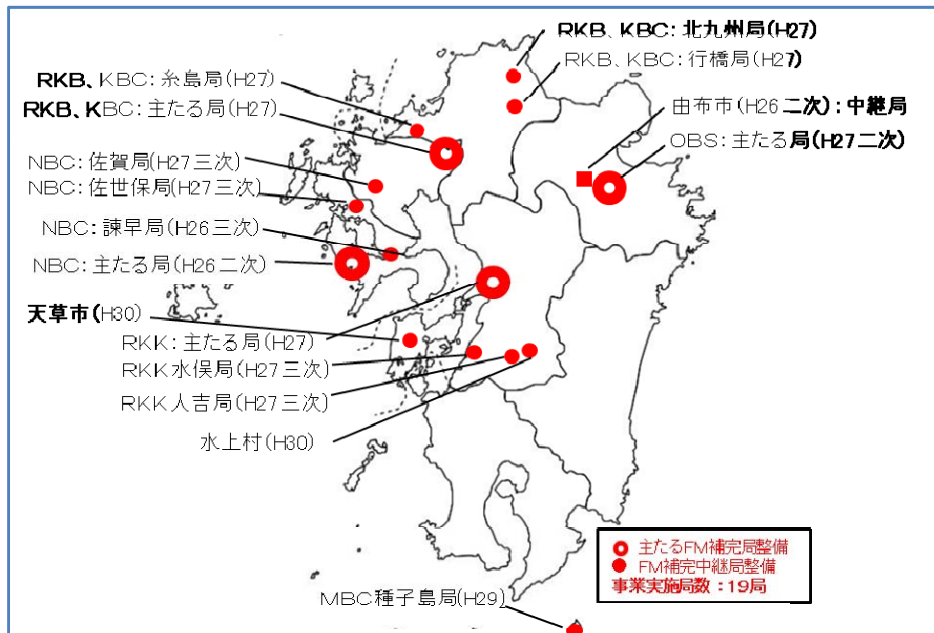 RKB、KBC：北九州局(H27)
RKB、KBC：行橋局(H27)
RKB、KBC：糸島局(H27)
RKB、KBC：主たる局(H27)
由布市(H26二次)：中継局
OBS：主たる局(H27二次)
NBC：佐賀局(H27三次)
NBC：佐世保局(H27三次)
NBC：諫早局(H26三次)
NBC：主たる局(H26二次)
天草市(H30)
RKK：主たる局(H27)
RKK水俣局(H27三次)
RKK人吉局(H27三次)
水上村(H30)
MBC種子島局(H29)
主たるFM補完局整備
FM補完中継局整備
事業実施局数：19局